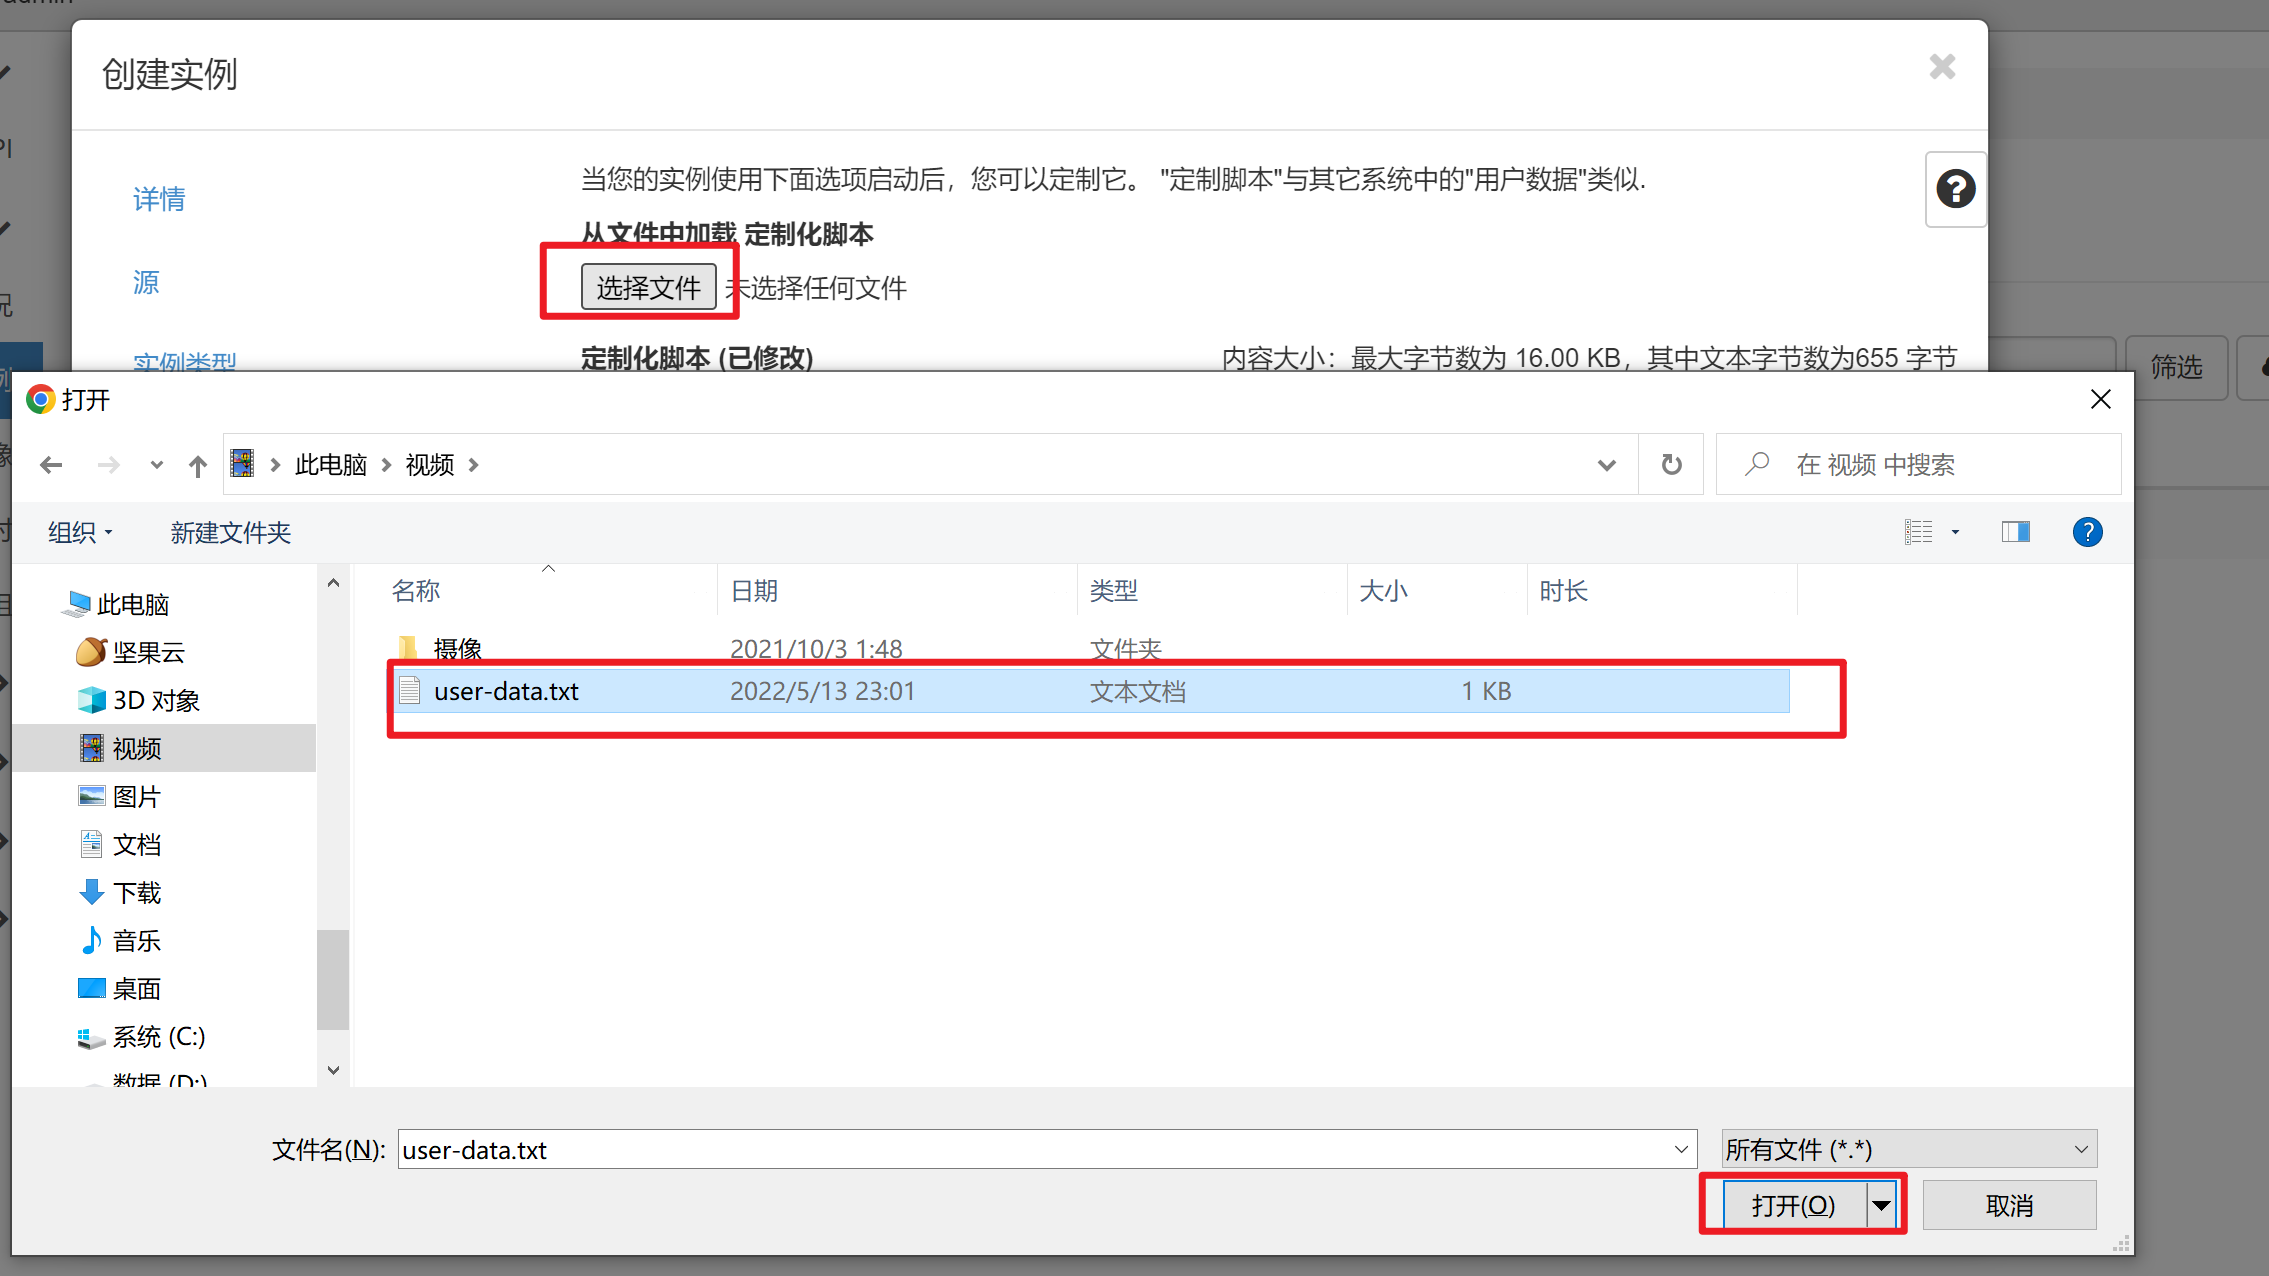 创建实例
当您的实例使用下面选项启动后，您可以定制它。 "定制脚本"与其它系统中的"用户数据"类似.
详情
从文件中加载 定制化脚本
源
选择文件 未选择任何文件
实例类型
定制化脚本 (已修改)
内容大小：最大字节数为 16.00 KB，其中文本字节数为655 字节
筛选
打开
此电脑
视频
在 视频 中搜索
组织
新建文件夹
名称 日期 类型 大小 时长
摄像 2021/10/3 1:48 文件夹
user-data.txt 2022/5/13 23:01 文本文档 1 KB
此电脑
坚果云
3D 对象
视频
图片
文档
下载
音乐
桌面
系统 (C:)
数据 (D:)
文件名(N): user-data.txt
所有文件 (*.*)
打开(O)
取消